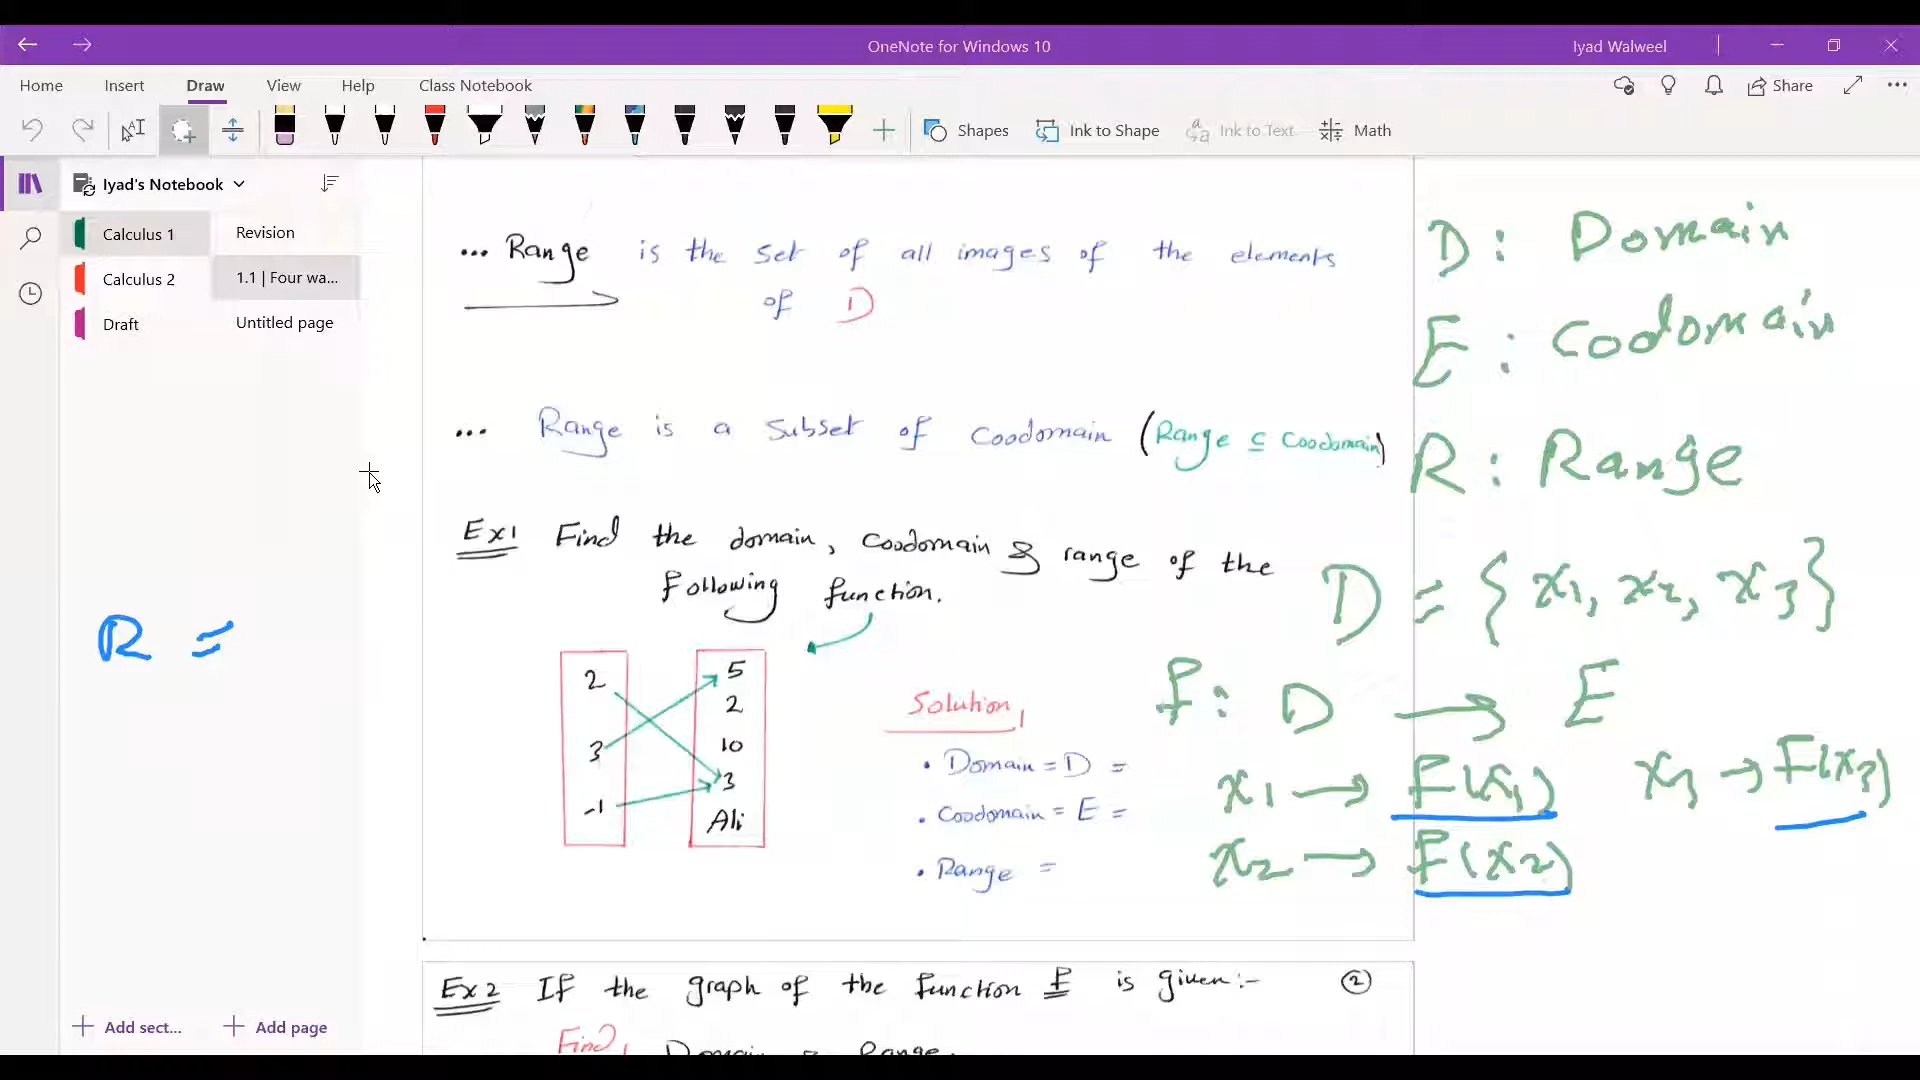 OneNote for Windows 10
Iyad Walweel
Home Insert Draw View Help Class Notebook
Share
Shapes Ink to Shape Ink to Text Math
Iyad's Notebook
Calculus 1
Calculus 2
Draft
Revision
1.1 | Four wa...
Untitled page
... Range is the set of all images of the elements
of D
... Range is a subset of Coodomain (Range ⊆ Coodomain)
Ex1 Find the domain, coodomain & range of the
following function.
2
3
-1
5
2
10
3
Ali
Solution,
• Domain = D =
• Coodomain = E =
• Range =
D : Domain
E : Codomain
R : Range
D = { x1, x2, x3 }
f : D → E
x1 → F(x1) x3 → F(x3)
x2 → F(x2)
R =
Ex2 If the graph of the function f is given :- ②
Find, Domain & Range.
Add sect...
Add page